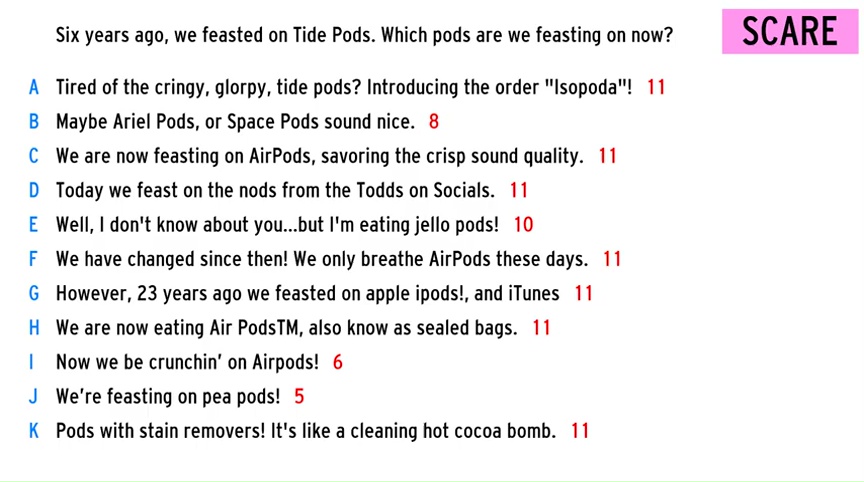 Six years ago, we feasted on Tide Pods. Which pods are we feasting on now?
SCARE
A Tired of the cringy, glorpy, tide pods? Introducing the order "Isopoda"! 11
B Maybe Ariel Pods, or Space Pods sound nice. 8
C We are now feasting on AirPods, savoring the crisp sound quality. 11
D Today we feast on the nods from the Todds on Socials. 11
E Well, I don't know about you...but I'm eating jello pods! 10
F We have changed since then! We only breathe AirPods these days. 11
G However, 23 years ago we feasted on apple ipods!, and iTunes 11
H We are now eating Air PodsTM, also know as sealed bags. 11
I Now we be crunchin’ on Airpods! 6
J We’re feasting on pea pods! 5
K Pods with stain removers! It's like a cleaning hot cocoa bomb. 11